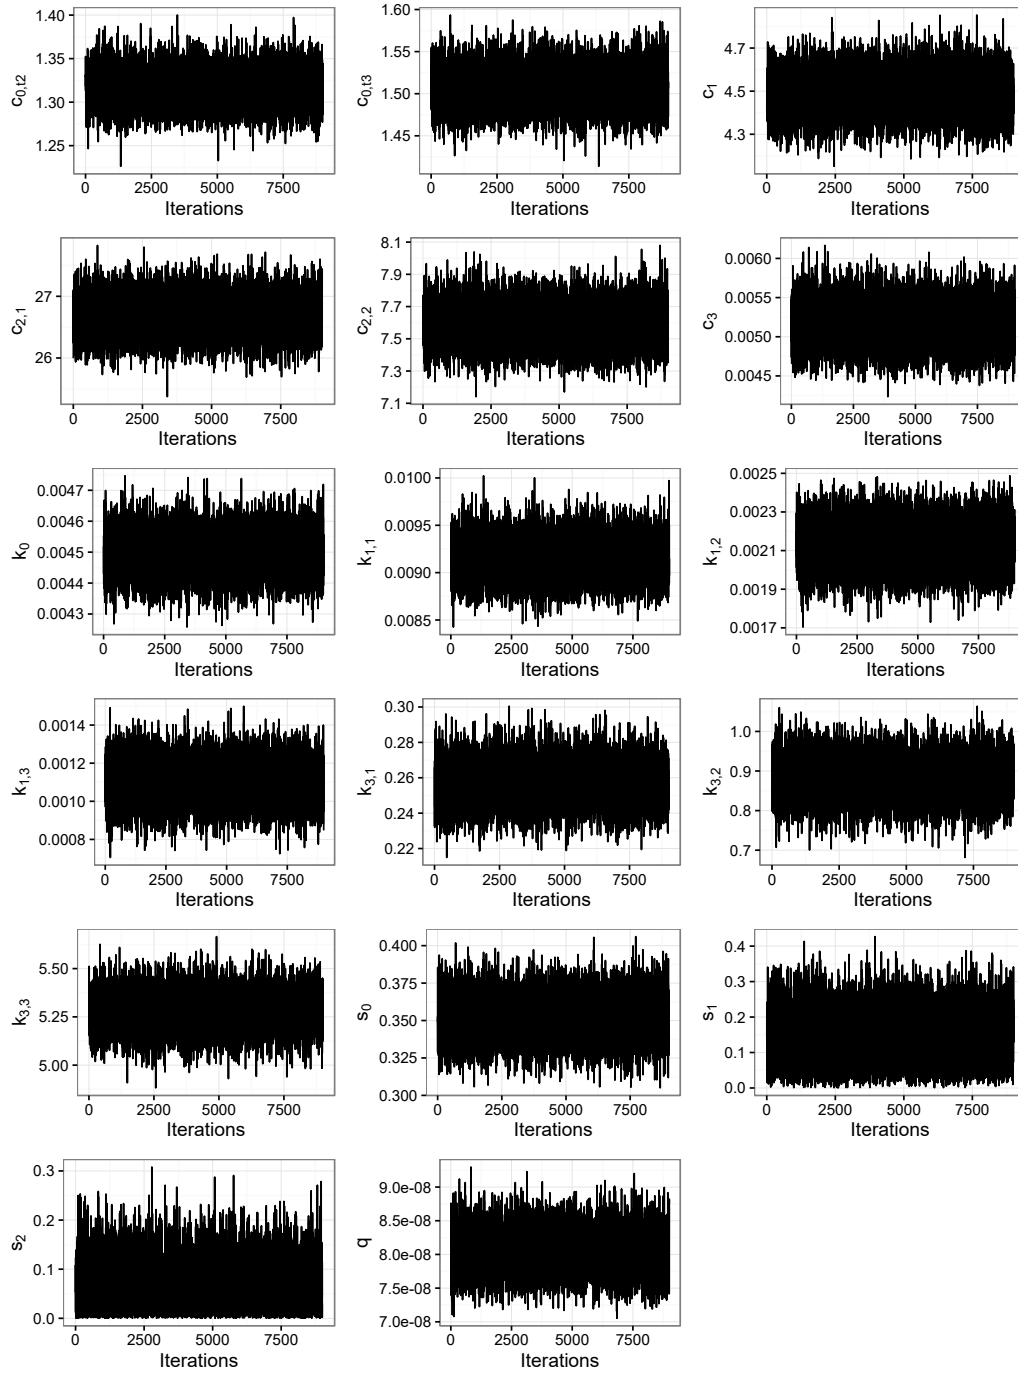 1.40
1.35
1.30
1.25
c0,t2
0 2500 5000 7500
Iterations
1.60
1.55
1.50
1.45
c0,t3
0 2500 5000 7500
Iterations
4.7
4.5
4.3
c1
0 2500 5000 7500
Iterations
27
26
c2,1
0 2500 5000 7500
Iterations
8.1
7.9
7.7
7.5
7.3
7.1
c2,2
0 2500 5000 7500
Iterations
0.0060
0.0055
0.0050
0.0045
c3
0 2500 5000 7500
Iterations
0.0047
0.0046
0.0045
0.0044
0.0043
k0
0 2500 5000 7500
Iterations
0.0100
0.0095
0.0090
0.0085
k1,1
0 2500 5000 7500
Iterations
0.0025
0.0023
0.0021
0.0019
0.0017
k1,2
0 2500 5000 7500
Iterations
0.0014
0.0012
0.0010
0.0008
k1,3
0 2500 5000 7500
Iterations
0.30
0.28
0.26
0.24
0.22
k3,1
0 2500 5000 7500
Iterations
1.0
0.9
0.8
0.7
k3,2
0 2500 5000 7500
Iterations
5.50
5.25
5.00
k3,3
0 2500 5000 7500
Iterations
0.400
0.375
0.350
0.325
0.300
s0
0 2500 5000 7500
Iterations
0.4
0.3
0.2
0.1
0.0
s1
0 2500 5000 7500
Iterations
0.3
0.2
0.1
0.0
s2
0 2500 5000 7500
Iterations
9.0e-08
8.5e-08
8.0e-08
7.5e-08
7.0e-08
q
0 2500 5000 7500
Iterations